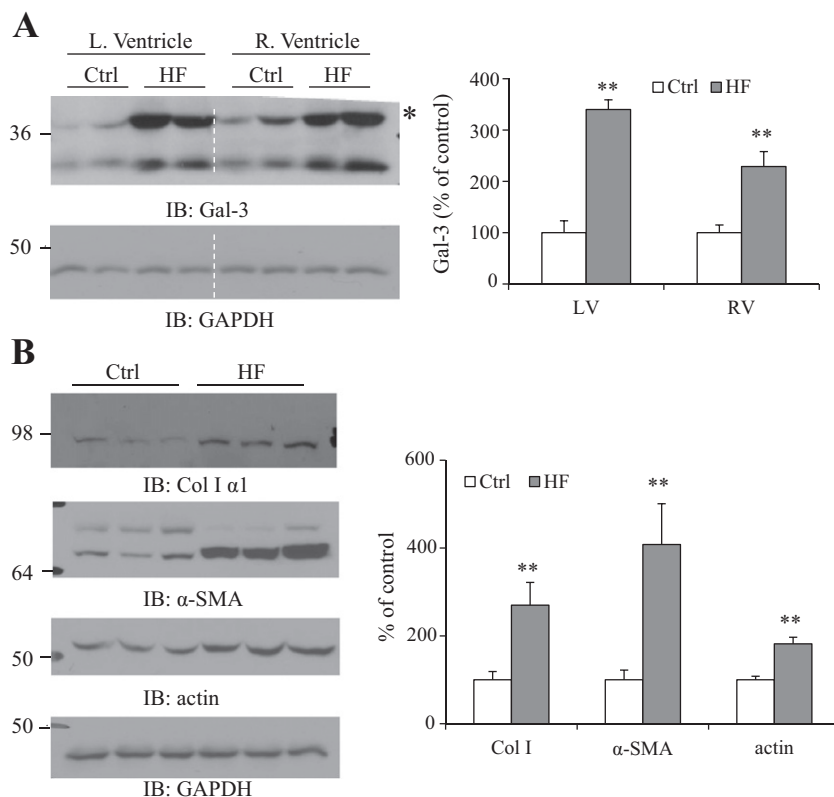 A
L. Ventricle R. Ventricle
Ctrl HF Ctrl HF
*
36
IB: Gal-3
50
IB: GAPDH
Gal-3 (% of control)
400
300
200
100
0
Ctrl HF
** **
LV RV
B
Ctrl HF
98
IB: Col I α1
64
IB: α-SMA
50
IB: actin
50
IB: GAPDH
% of control
600
400
200
0
Ctrl HF
** ** **
Col I α-SMA actin